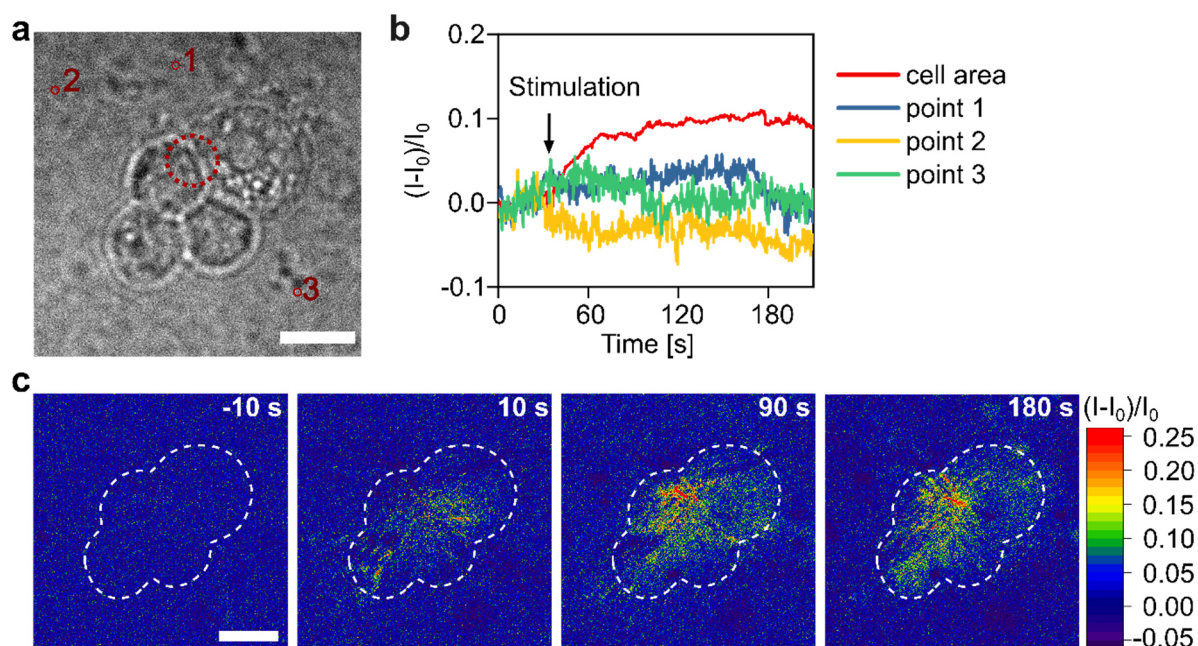 a
1
2
3
b
0.2
0.1
0.0
-0.1
(I-I₀)/I₀
Stimulation
0
60
120
180
Time [s]
cell area
point 1
point 2
point 3
c
-10 s
10 s
90 s
180 s
(I-I₀)/I₀
0.25
0.20
0.15
0.10
0.05
0.00
-0.05